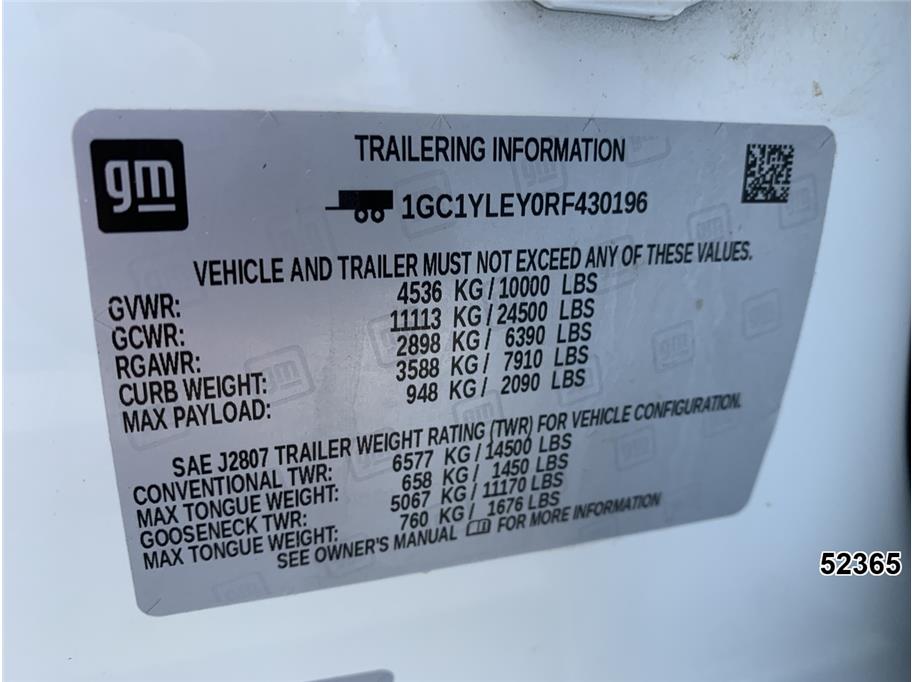 gm
TRAILERING INFORMATION
1GC1YLEY0RF430196
VEHICLE AND TRAILER MUST NOT EXCEED ANY OF THESE VALUES.
GVWR: 4536 KG / 10000 LBS
GCWR: 11113 KG / 24500 LBS
RGAWR: 2898 KG / 6390 LBS
CURB WEIGHT: 3588 KG / 7910 LBS
MAX PAYLOAD: 948 KG / 2090 LBS
SAE J2807 TRAILER WEIGHT RATING (TWR) FOR VEHICLE CONFIGURATION.
CONVENTIONAL TWR: 6577 KG / 14500 LBS
MAX TONGUE WEIGHT: 658 KG / 1450 LBS
GOOSENECK TWR: 5067 KG / 11170 LBS
MAX TONGUE WEIGHT: 760 KG / 1676 LBS
SEE OWNER'S MANUAL FOR MORE INFORMATION
52365